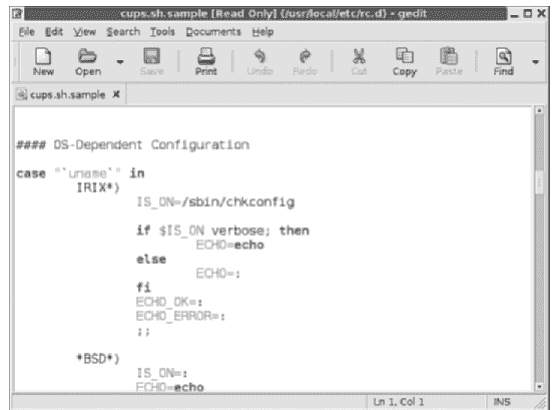 cups.sh.sample [Read Only] (/usr/local/etc/rc.d) - gedit
File Edit View Search Tools Documents Help
New Open Save Print Undo Redo Cut Copy Paste Find
cups.sh.sample
#### OS-Dependent Configuration
case "`uname`" in
IRIX*)
IS_ON=/sbin/chkconfig
if $IS_ON verbose; then
ECHO=echo
else
ECHO=:
fi
ECHO_OK=:
ECHO_ERROR=:
;;
*BSD*)
IS_ON=:
ECHO=echo
Ln 1, Col 1 INS